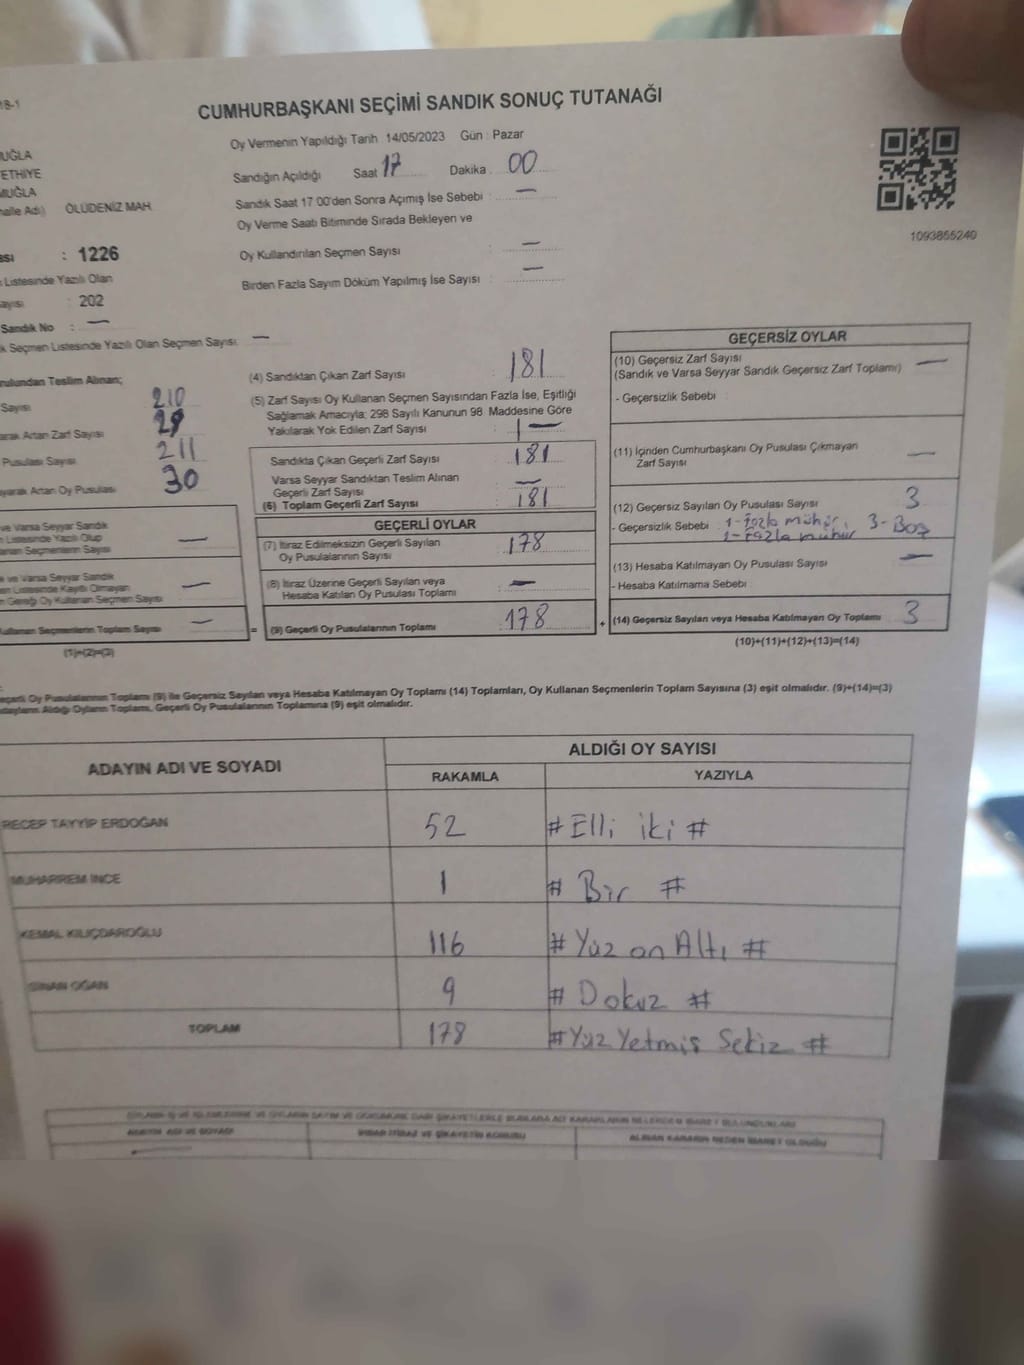 18-1
CUMHURBAŞKANI SEÇİMİ SANDIK SONUÇ TUTANAĞI
Oy Vermenin Yapıldığı Tarih 14/05/2023 Gün : Pazar
UĞLA
ETHİYE
MUĞLA
halle Adı) ÖLÜDENİZ MAH.
Sandığın Açıldığı Saat 17 Dakika 00
Sandık Saat 17:00'den Sonra Açımış İse Sebebi : —
Oy Verme Saati Bitiminde Sırada Bekleyen ve
Oy Kullandırılan Seçmen Sayısı : —
Birden Fazla Sayım Döküm Yapılmış İse Sayısı : —
1093855240
ası : 1226
Listesinde Yazılı Olan
ayısı : 202
Sandık No : —
k Seçmen Listesinde Yazılı Olan Seçmen Sayısı: —
rulundan Teslim Alınan;
Sayısı 210
arak Artan Zarf Sayısı 29
Pusulası Sayısı 211
ayarak Artan Oy Pusulası 30
(4) Sandıktan Çıkan Zarf Sayısı : 181
(5) Zarf Sayısı Oy Kullanan Seçmen Sayısından Fazla İse, Eşitliği
Sağlamak Amacıyla; 298 Sayılı Kanunun 98. Maddesine Göre
Yakılarak Yok Edilen Zarf Sayısı : —
Sandıkta Çıkan Geçerli Zarf Sayısı : 181
Varsa Seyyar Sandıktan Teslim Alınan
Geçerli Zarf Sayısı : —
(6) Toplam Geçerli Zarf Sayısı : 181
GEÇERLİ OYLAR
(7) İtiraz Edilmeksizin Geçerli Sayılan
Oy Pusulalarının Sayısı : 178
(8) İtiraz Üzerine Geçerli Sayılan veya
Hesaba Katılan Oy Pusulası Toplamı : —
(9) Geçerli Oy Pusulalarının Toplamı : 178
GEÇERSİZ OYLAR
(10) Geçersiz Zarf Sayısı
(Sandık ve Varsa Seyyar Sandık Geçersiz Zarf Toplamı) —
- Geçersizlik Sebebi :
(11) İçinden Cumhurbaşkanı Oy Pusulası Çıkmayan
Zarf Sayısı —
(12) Geçersiz Sayılan Oy Pusulası Sayısı 3
- Geçersizlik Sebebi : 1-Fazla mühür, 3-Boş
2-Fazla mühür
(13) Hesaba Katılmayan Oy Pusulası Sayısı —
- Hesaba Katılmama Sebebi :
(14) Geçersiz Sayılan veya Hesaba Katılmayan Oy Toplamı 3
(10)+(11)+(12)+(13)=(14)
ve Varsa Seyyar Sandık
n Listesinde Yazılı Olup
anan Seçmenlerin Sayısı —
k ve Varsa Seyyar Sandık
en Listesinde Kayıtlı Olmayan
n Gereği Oy Kullanan Seçmen Sayısı —
Kullanan Seçmenlerin Toplam Sayısı —
(1)+(2)=(3)
eçerli Oy Pusulalarının Toplamı (9) ile Geçersiz Sayılan veya Hesaba Katılmayan Oy Toplamı (14) Toplamları, Oy Kullanan Seçmenlerin Toplam Sayısına (3) eşit olmalıdır. (9)+(14)=(3)
Adayların Aldığı Oyların Toplamı, Geçerli Oy Pusulalarının Toplamına (9) eşit olmalıdır.
ADAYIN ADI VE SOYADI
ALDIĞI OY SAYISI
RAKAMLA YAZIYLA
RECEP TAYYİP ERDOĞAN 52 # Elli iki #
MUHARREM İNCE 1 # Bir #
KEMAL KILIÇDAROĞLU 116 # Yüz on Altı #
SİNAN OĞAN 9 # Dokuz #
TOPLAM 178 # Yüz Yetmiş Sekiz #
ADAYIN ADI VE SOYADI
İHBAR İTİRAZ VE ŞİKAYETİN KONUSU
ALINAN KARARIN NEDEN İBARET OLDUĞU